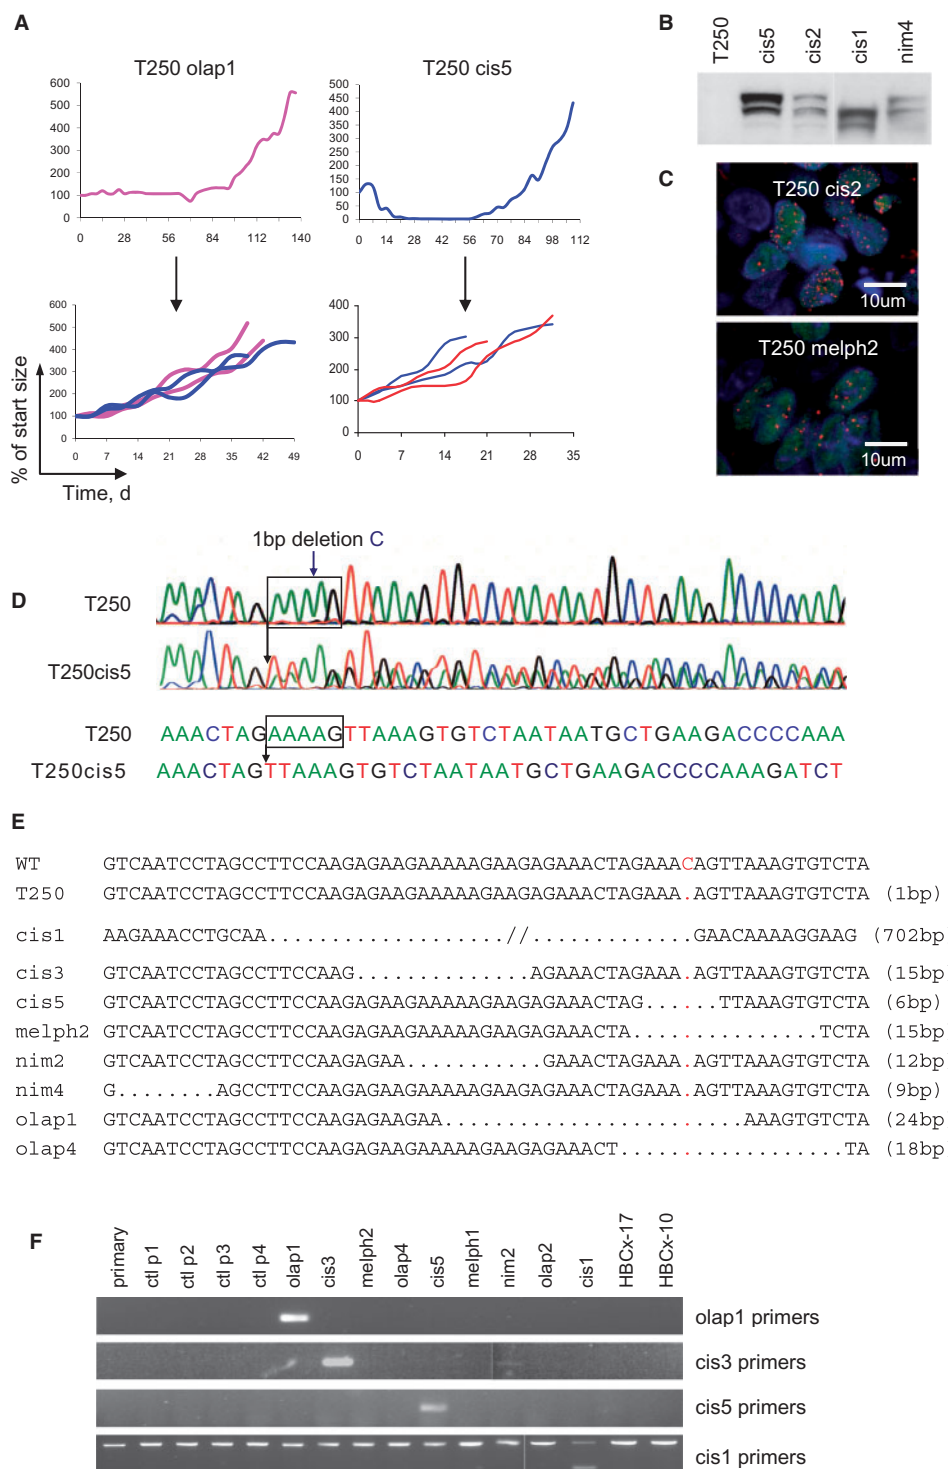 A
T250 olap1
600
500
400
300
200
100
0
0 28 56 84 112 140
T250 cis5
500
450
400
350
300
250
200
150
100
50
0
0 14 28 42 56 70 84 98 112
600
500
400
300
200
100
0
0 7 14 21 28 35 42 49
400
300
200
100
0
0 7 14 21 28 35
% of start size
Time, d
B
T250 cis5 cis2 cis1 nim4
C
T250 cis2
10um
T250 melph2
10um
D
1bp deletion C
T250
T250cis5
T250 AAACTAGAAAAGTTAAAGTGTCTAATAATGCTGAAGACCCCAAA
T250cis5 AAACTAGTTAAAGTGTCTAATAATGCTGAAGACCCCAAAGATCT
E
WT GTCAATCCTAGCCTTCCAAGAGAAGAAAAAGAAGAGAAACTAGAAACAGTTAAAGTGTCTA
T250 GTCAATCCTAGCCTTCCAAGAGAAGAAAAAGAAGAGAAACTAGAAA.AGTTAAAGTGTCTA (1bp)
cis1 AAGAAACCTGCAA...................//.............GAACAAAAGGAAG (702bp
cis3 GTCAATCCTAGCCTTCCAAG..............AGAAACTAGAAA.AGTTAAAGTGTCTA (15bp
cis5 GTCAATCCTAGCCTTCCAAGAGAAGAAAAAGAAGAGAAACTAG......TTAAAGTGTCTA (6bp)
melph2 GTCAATCCTAGCCTTCCAAGAGAAGAAAAAGAAGAGAAACTA...............TCTA (15bp
nim2 GTCAATCCTAGCCTTCCAAGAGAA...........GAAACTAGAAA.AGTTAAAGTGTCTA (12bp
nim4 G........AGCCTTCCAAGAGAAGAAAAAGAAGAGAAACTAGAAA.AGTTAAAGTGTCTA (9bp)
olap1 GTCAATCCTAGCCTTCCAAGAGAAGAA........................AAAGTGTCTA (24bp
olap4 GTCAATCCTAGCCTTCCAAGAGAAGAAAAAGAAGAGAAACT..................TA (18bp
F
primary ctl p1 ctl p2 ctl p3 ctl p4 olap1 cis3 melph2 olap4 cis5 melph1 nim2 olap2 cis1 HBCx-17 HBCx-10
olap1 primers
cis3 primers
cis5 primers
cis1 primers